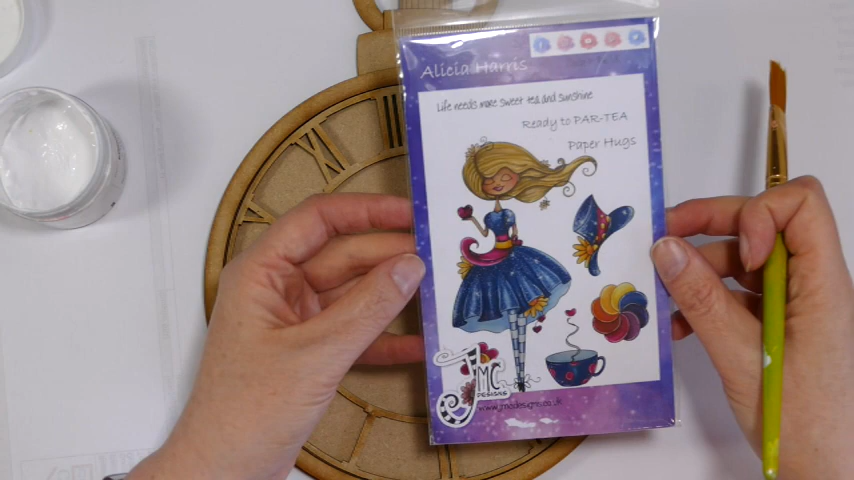 Alicia Harris
Life needs more sweet tea and sunshine
Ready to PAR-TEA
Paper Hugs
JMC
DESIGNS
www.jmcdesigns.co.uk